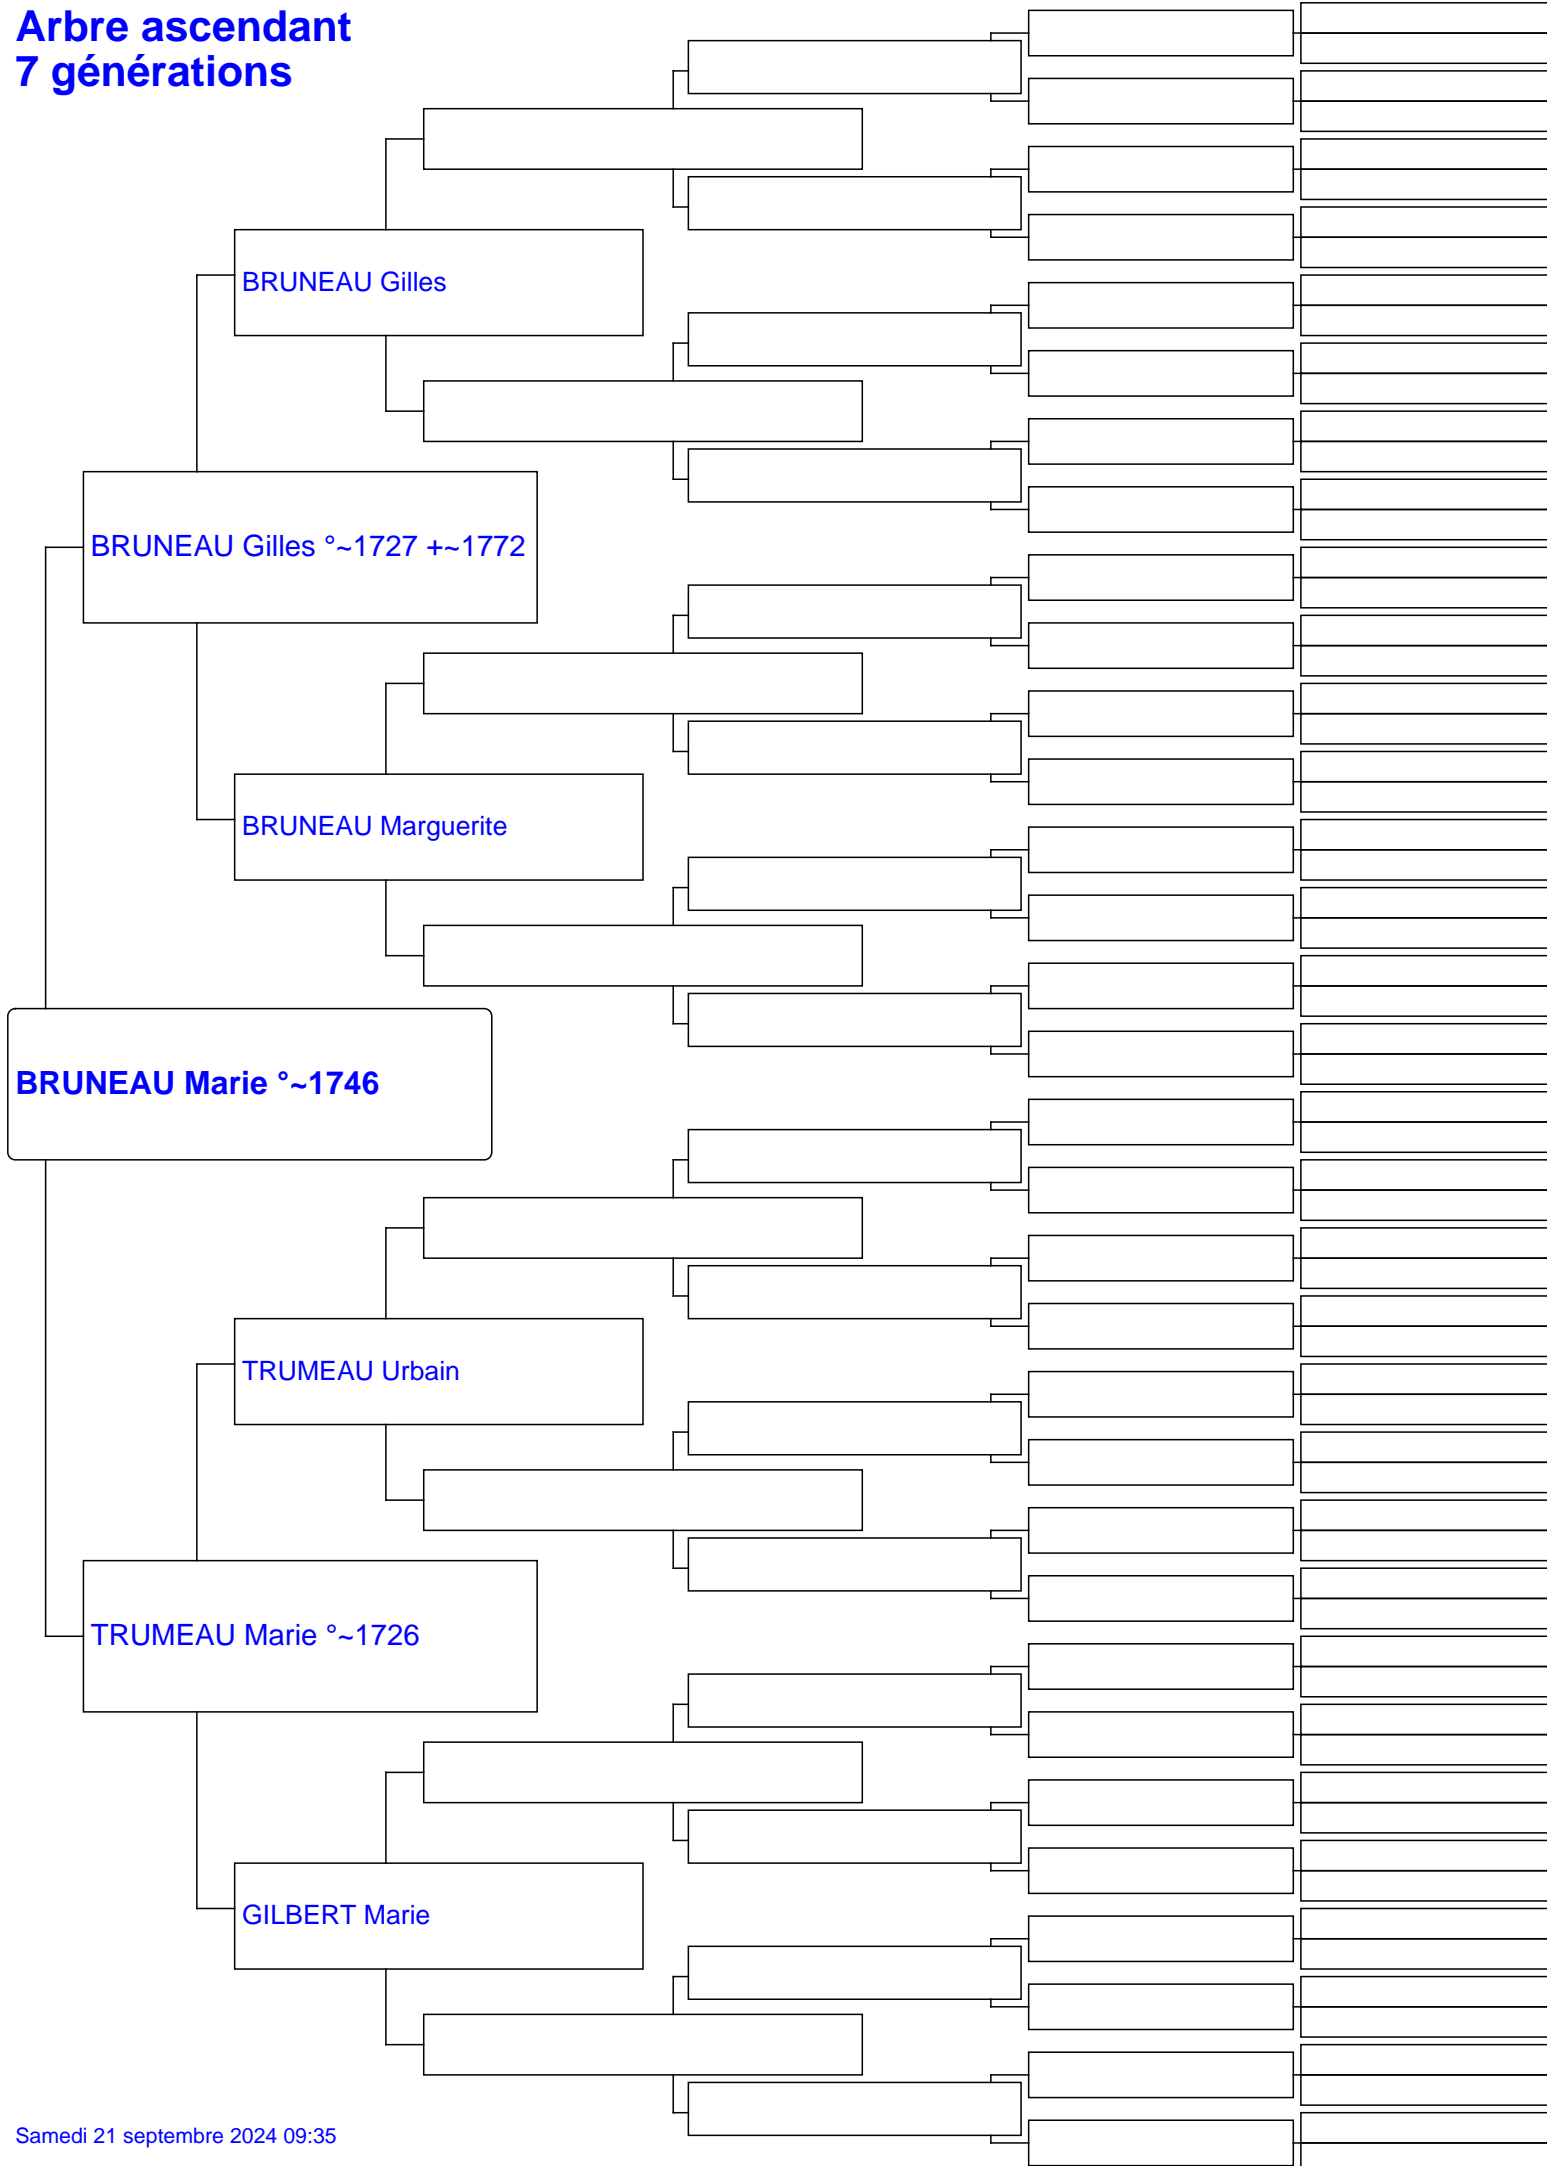 Arbre ascendant
7 générations
BRUNEAU Gilles
BRUNEAU Gilles °~1727 +~1772
BRUNEAU Marguerite
BRUNEAU Marie °~1746
TRUMEAU Urbain
TRUMEAU Marie °~1726
GILBERT Marie
Samedi 21 septembre 2024 09:35